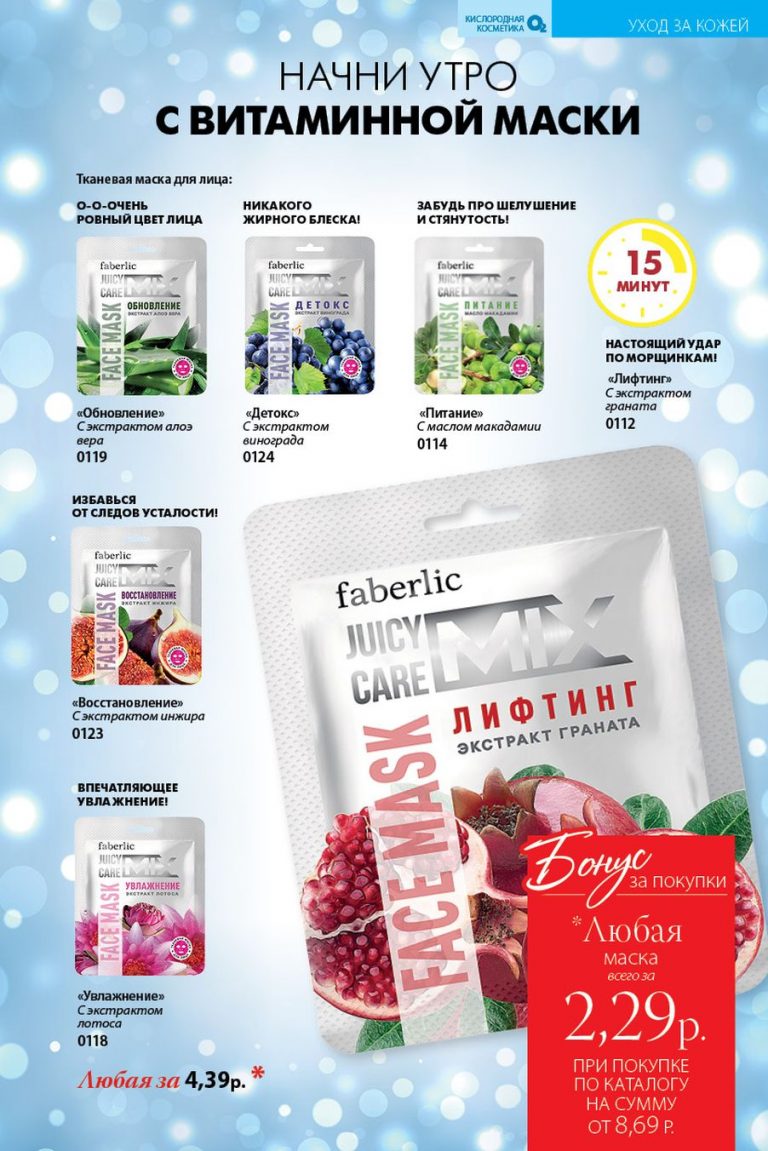 КИСЛОРОДНАЯ
КОСМЕТИКА O2
УХОД ЗА КОЖЕЙ
НАЧНИ УТРО
С ВИТАМИННОЙ МАСКИ
Тканевая маска для лица:
О-О-ОЧЕНЬ
РОВНЫЙ ЦВЕТ ЛИЦА
faberlic
JUICY
CARE MIX
ОБНОВЛЕНИЕ
ЭКСТРАКТ АЛОЭ ВЕРА
FACE MASK
«Обновление»
С экстрактом алоэ
вера
0119
НИКАКОГО
ЖИРНОГО БЛЕСКА!
faberlic
JUICY
CARE MIX
ДЕТОКС
ЭКСТРАКТ ВИНОГРАДА
FACE MASK
«Детокс»
С экстрактом
винограда
0124
ЗАБУДЬ ПРО ШЕЛУШЕНИЕ
И СТЯНУТОСТЬ!
faberlic
JUICY
CARE MIX
ПИТАНИЕ
МАСЛО МАКАДАМИИ
FACE MASK
«Питание»
С маслом макадамии
0114
15
МИНУТ
НАСТОЯЩИЙ УДАР
ПО МОРЩИНКАМ!
«Лифтинг»
С экстрактом
граната
0112
ИЗБАВЬСЯ
ОТ СЛЕДОВ УСТАЛОСТИ!
faberlic
JUICY
CARE MIX
ВОССТАНОВЛЕНИЕ
ЭКСТРАКТ ИНЖИРА
FACE MASK
«Восстановление»
С экстрактом инжира
0123
ВПЕЧАТЛЯЮЩЕЕ
УВЛАЖНЕНИЕ!
faberlic
JUICY
CARE MIX
УВЛАЖНЕНИЕ
ЭКСТРАКТ ЛОТОСА
FACE MASK
«Увлажнение»
С экстрактом
лотоса
0118
Любая за 4,39р. *
faberlic
JUICY
CARE MIX
ЛИФТИНГ
ЭКСТРАКТ ГРАНАТА
FACE MASK
Бонус
за покупки
*Любая
маска
всего за
2,29р.
ПРИ ПОКУПКЕ
ПО КАТАЛОГУ
НА СУММУ
ОТ 8,69 Р.